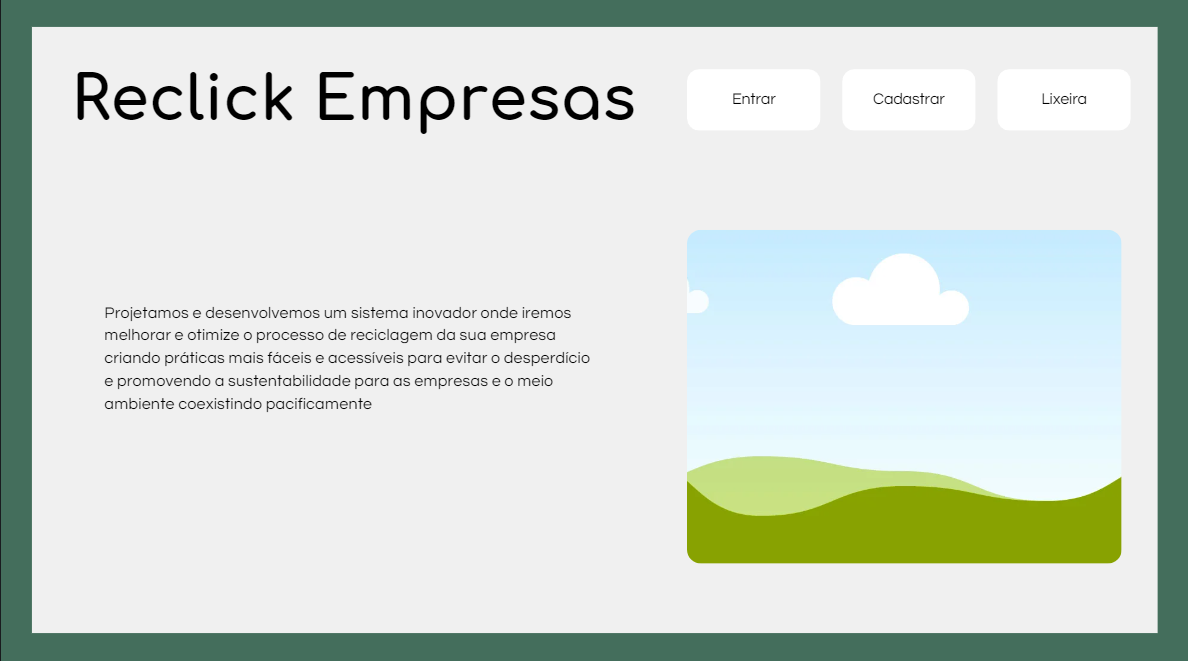 Reclick Empresas
Entrar
Cadastrar
Lixeira
Projetamos e desenvolvemos um sistema inovador onde iremos
melhorar e otimize o processo de reciclagem da sua empresa
criando práticas mais fáceis e acessíveis para evitar o desperdício
e promovendo a sustentabilidade para as empresas e o meio
ambiente coexistindo pacificamente